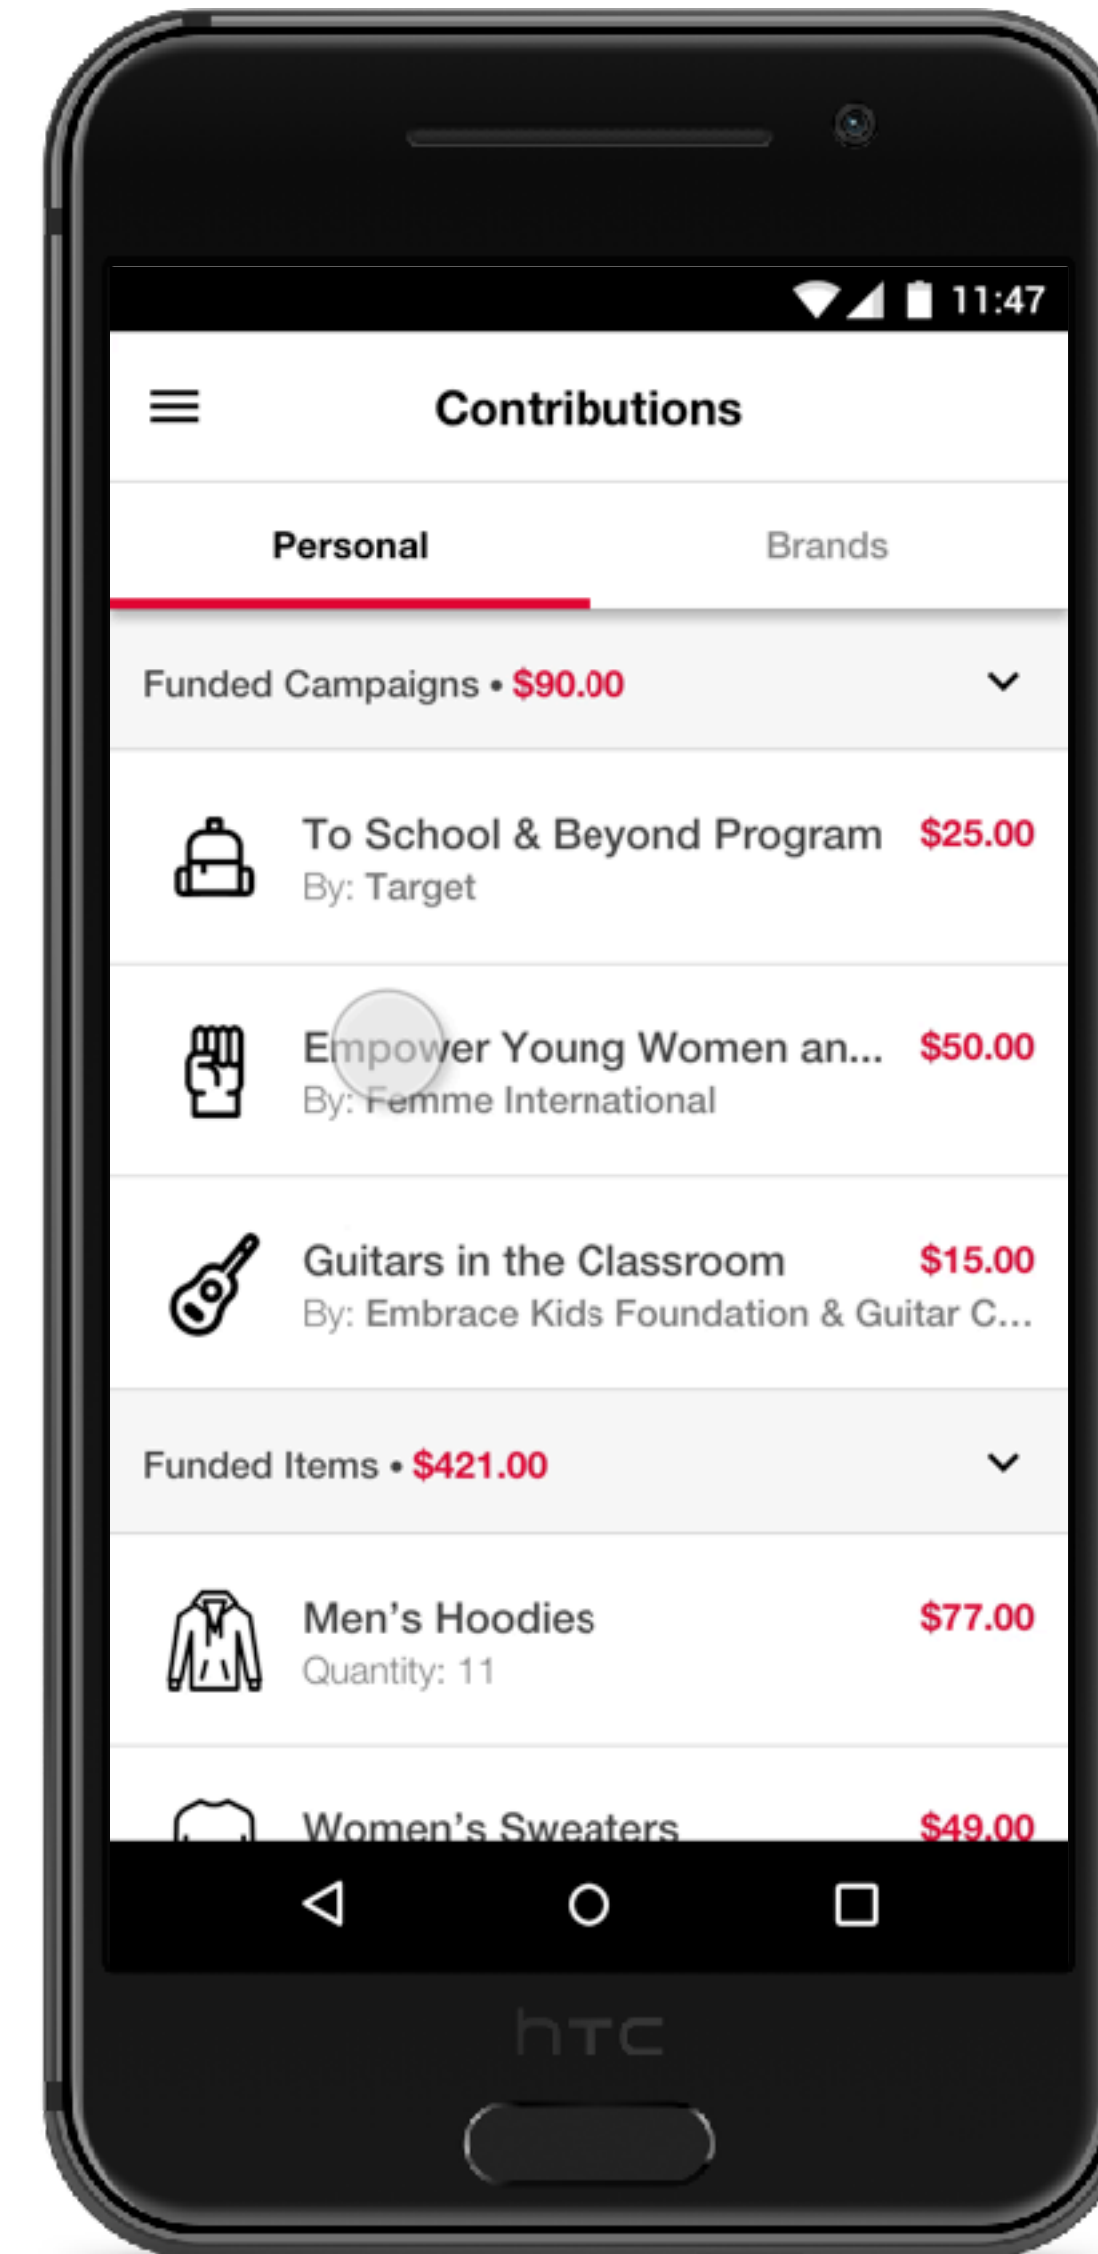 11:47
Contributions
Personal Brands
Funded Campaigns • $90.00
To School & Beyond Program $25.00
By: Target
Empower Young Women an... $50.00
By: Femme International
Guitars in the Classroom $15.00
By: Embrace Kids Foundation & Guitar C...
Funded Items • $421.00
Men’s Hoodies $77.00
Quantity: 11
Women’s Sweaters $49.00
hTC